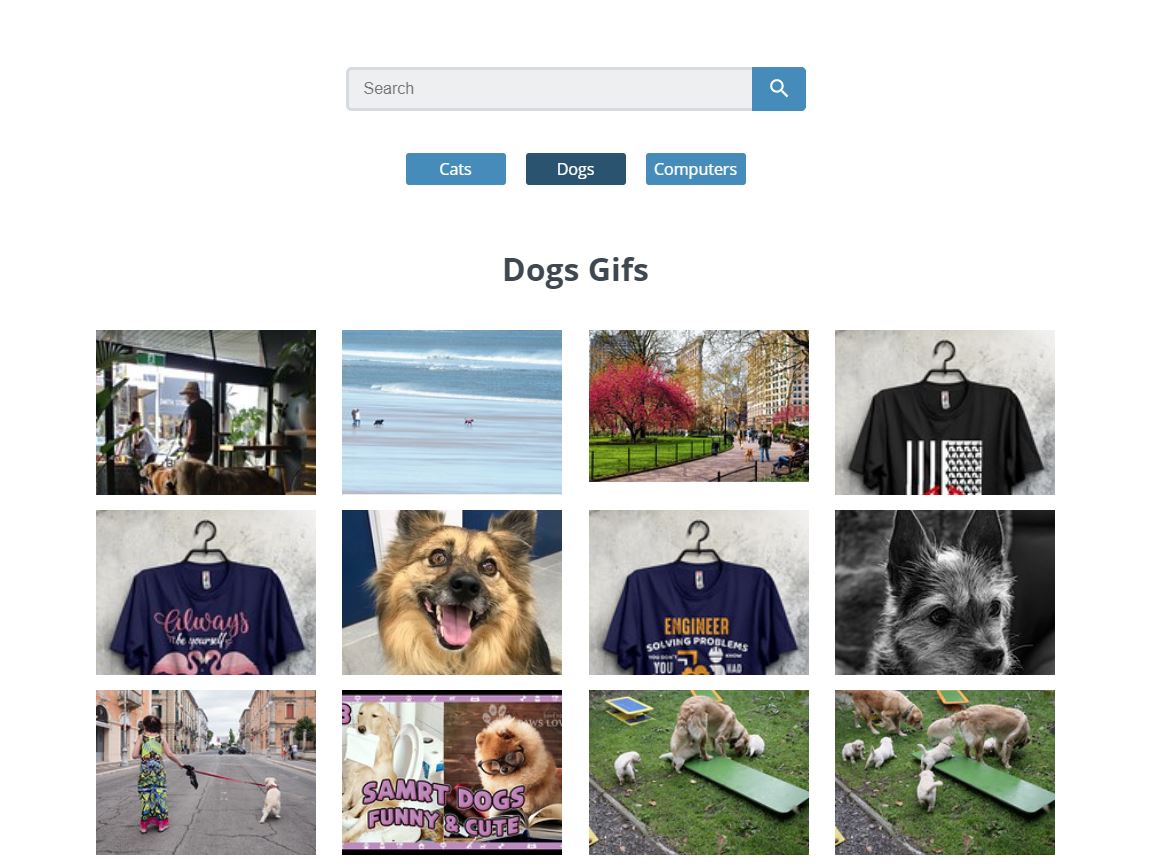 Search
Cats
Dogs
Computers
Dogs Gifs
Always
be yourself
ENGINEER
SOLVING PROBLEMS
YOU DON'T
KNOW
YOU
HAD
SAMRT DOGS
FUNNY & CUTE